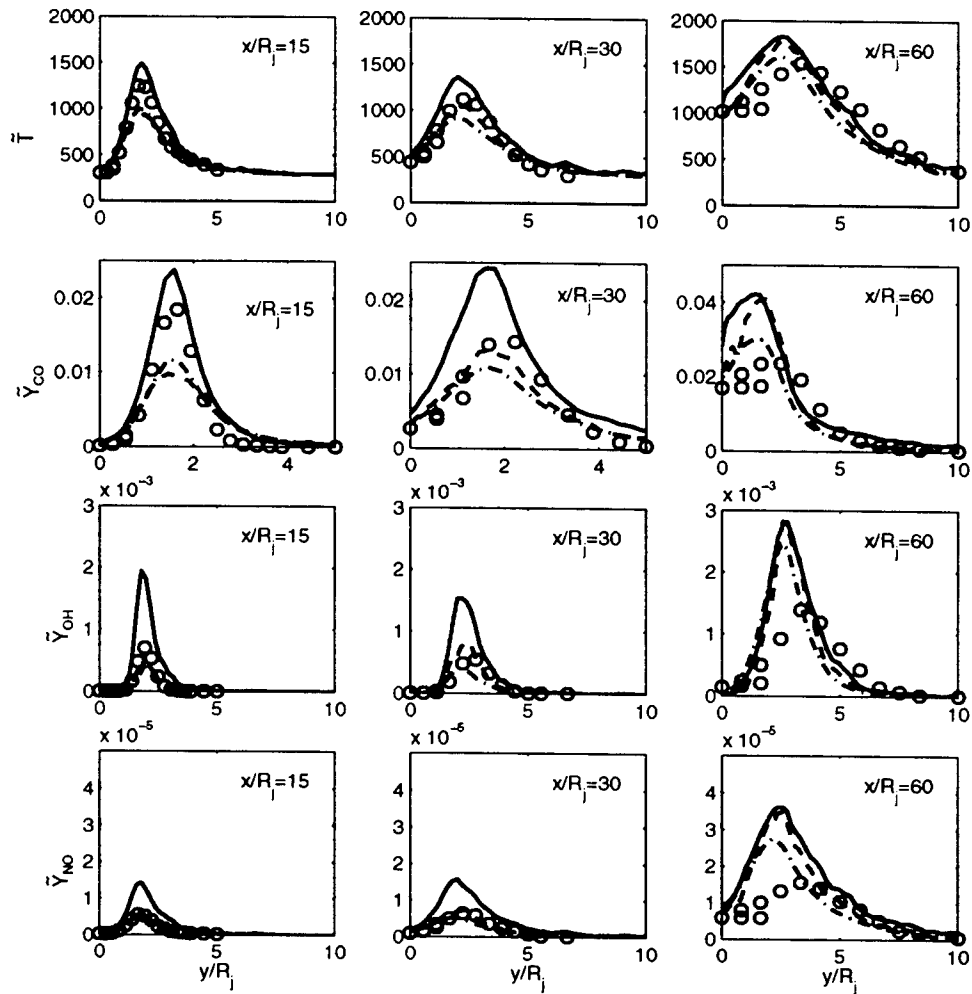 2000
1500
1000
500
0
0 5 10
T̃
x/R_j=15
2000
1500
1000
500
0
0 5 10
x/R_j=30
2000
1500
1000
500
0
0 5 10
x/R_j=60
0.02
0.01
0
0 2 4
Ỹ_CO
x/R_j=15
0.02
0.01
0
0 2 4
x/R_j=30
0.04
0.02
0
0 5 10
x/R_j=60
x 10^-3
3
2
1
0
0 5 10
Ỹ_OH
x/R_j=15
x 10^-3
3
2
1
0
0 5 10
x/R_j=30
x 10^-3
3
2
1
0
0 5 10
x/R_j=60
x 10^-5
4
3
2
1
0
0 5 10
Ỹ_NO
y/R_j
x/R_j=15
x 10^-5
4
3
2
1
0
0 5 10
y/R_j
x/R_j=30
x 10^-5
4
3
2
1
0
0 5 10
y/R_j
x/R_j=60